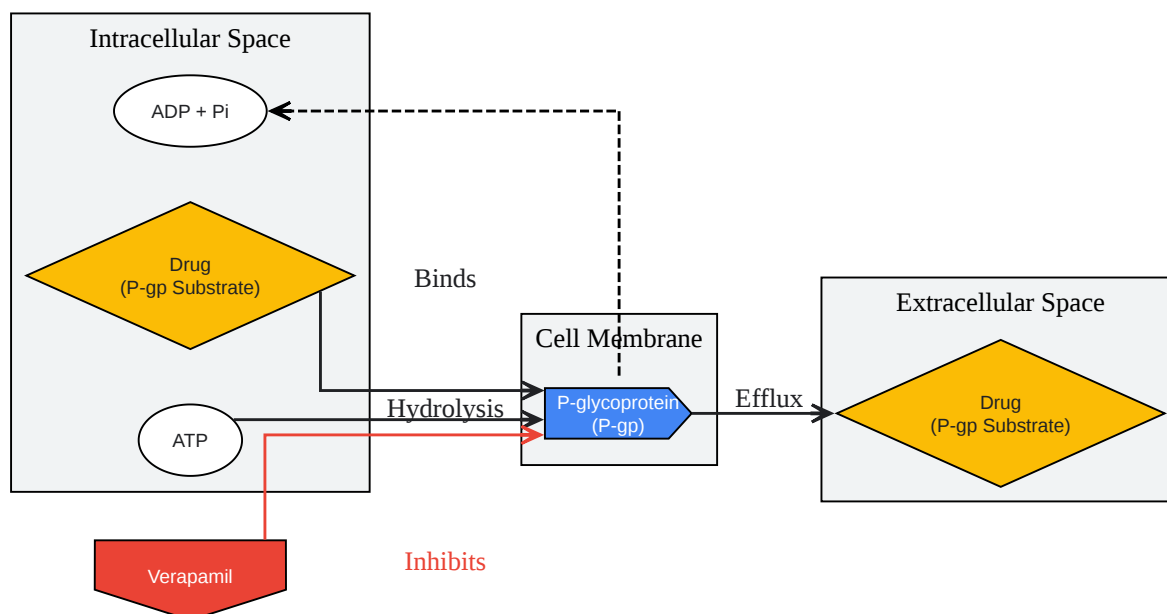 Intracellular Space
ADP + Pi
Drug
(P-gp Substrate)
Binds
Extracellular Space
Cell Membrane
P-glycoprotein
(P-gp)
Hydrolysis
Efflux
Drug
(P-gp Substrate)
ATP
Inhibits
Verapamil